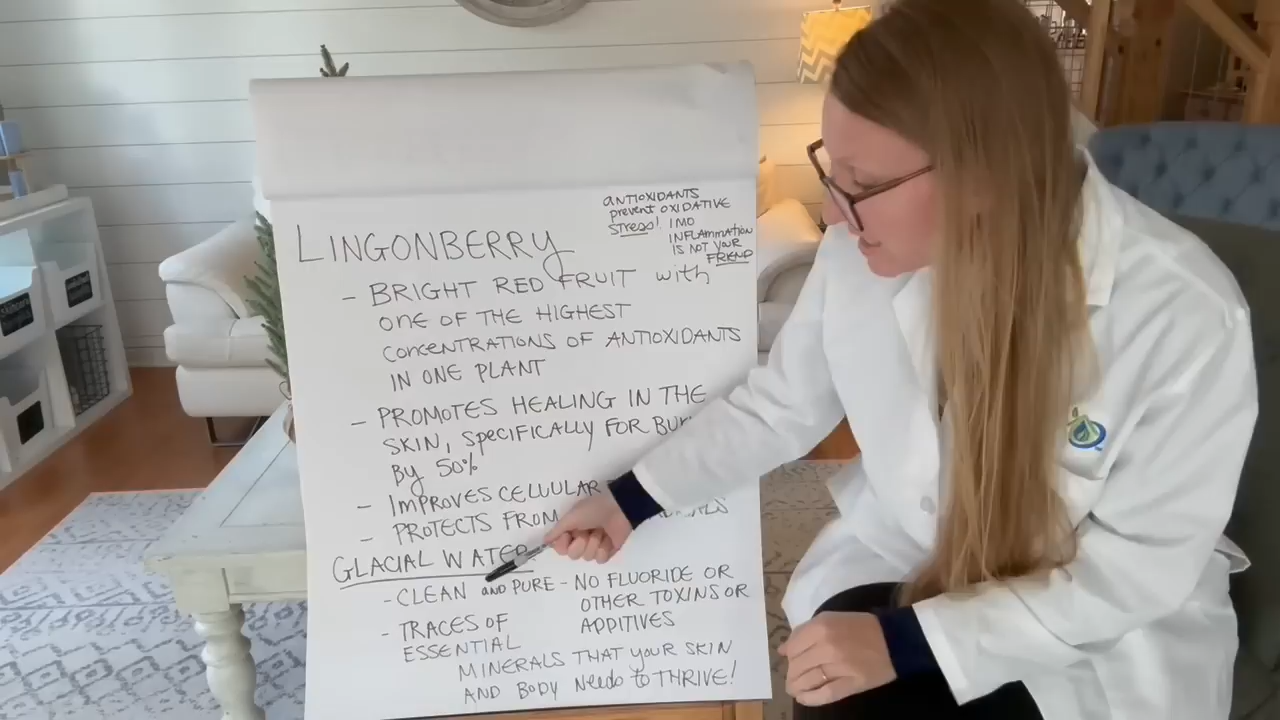 ANTIOXIDANTS
prevent OXIDATIVE
STRESS! IMO
INFLAMMATION
IS NOT YOUR
FRIEND
LINGONBERRY
- BRIGHT RED FRUIT with
ONE OF THE HIGHEST
CONCENTRATIONS OF ANTIOXIDANTS
IN ONE PLANT
- PROMOTES HEALING IN THE
SKIN, SPECIFICALLY FOR
BY 50%
- IMPROVES CELLULAR
- PROTECTS FROM
GLACIAL WATER
- CLEAN AND PURE - NO FLUORIDE OR
OTHER TOXINS OR
ADDITIVES
- TRACES OF
ESSENTIAL
MINERALS THAT YOUR SKIN
AND BODY NEEDS TO THRIVE!